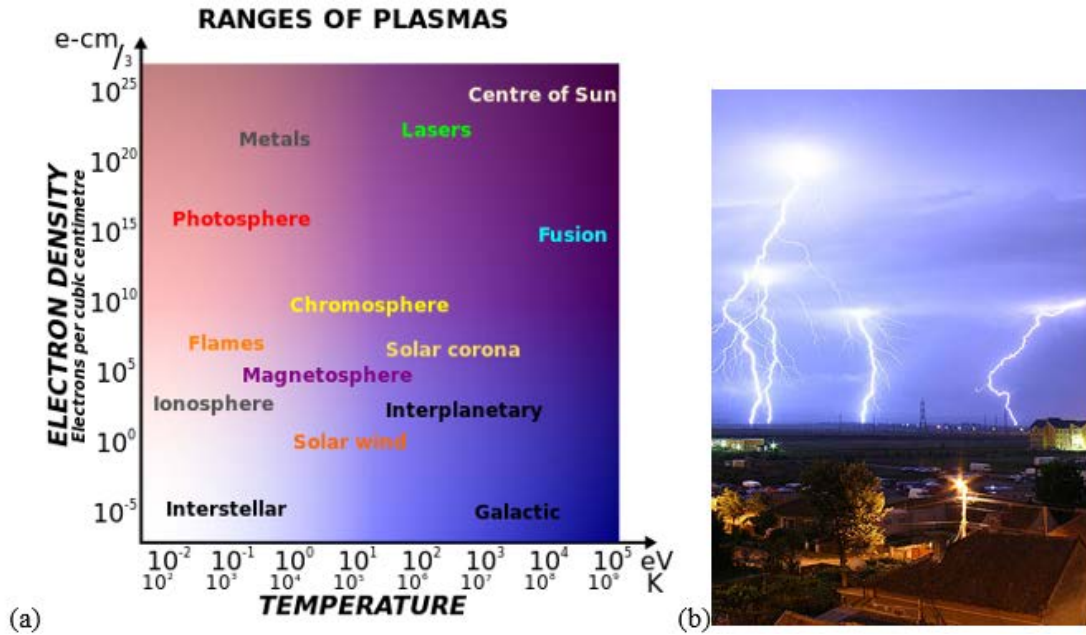 RANGES OF PLASMAS
e-cm
/3
10^25
Centre of Sun
Lasers
Metals
10^20
Photosphere
10^15
Fusion
10^10
Chromosphere
Flames
Solar corona
10^5
Magnetosphere
Ionosphere
Interplanetary
10^0
Solar wind
10^-5
Interstellar
Galactic
ELECTRON DENSITY
Electrons per cubic centimetre
10^-2 10^-1 10^0 10^1 10^2 10^3 10^4 10^5 eV
10^2 10^3 10^4 10^5 10^6 10^7 10^8 10^9 K
TEMPERATURE
(a)
(b)